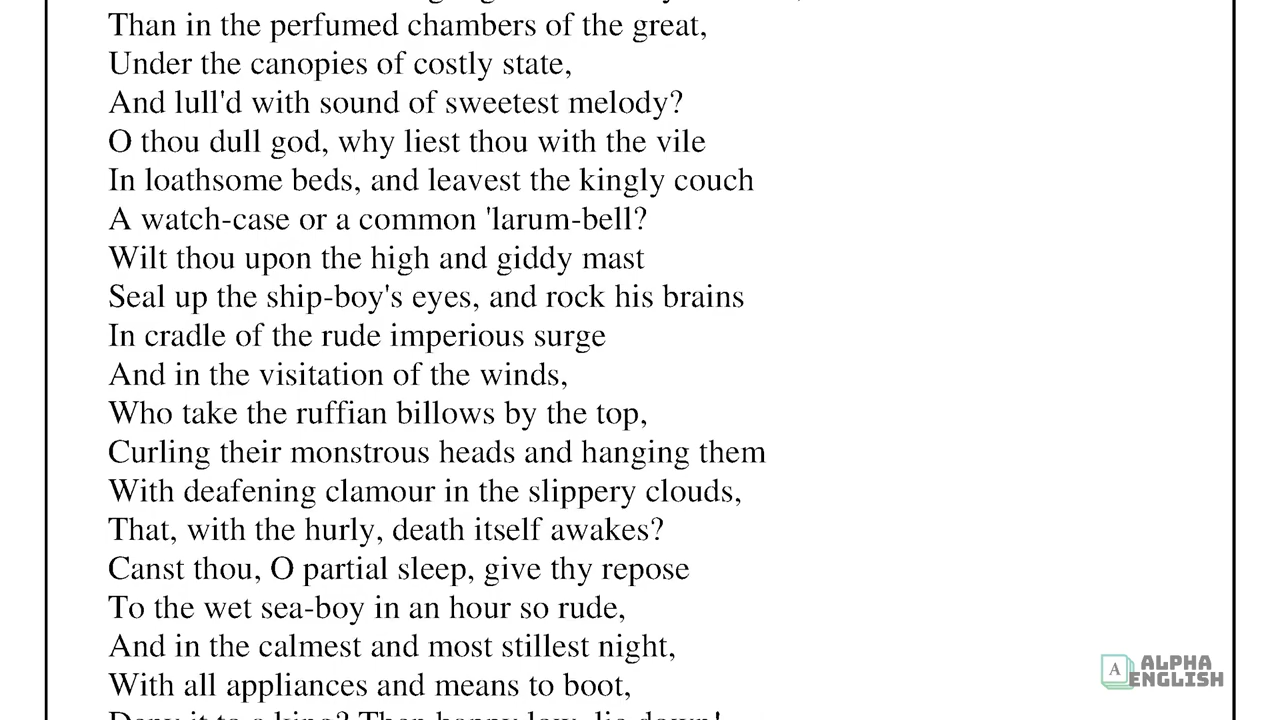 Than in the perfumed chambers of the great,
Under the canopies of costly state,
And lull'd with sound of sweetest melody?
O thou dull god, why liest thou with the vile
In loathsome beds, and leavest the kingly couch
A watch-case or a common 'larum-bell?
Wilt thou upon the high and giddy mast
Seal up the ship-boy's eyes, and rock his brains
In cradle of the rude imperious surge
And in the visitation of the winds,
Who take the ruffian billows by the top,
Curling their monstrous heads and hanging them
With deafening clamour in the slippery clouds,
That, with the hurly, death itself awakes?
Canst thou, O partial sleep, give thy repose
To the wet sea-boy in an hour so rude,
And in the calmest and most stillest night,
With all appliances and means to boot,
A ALPHA
ENGLISH